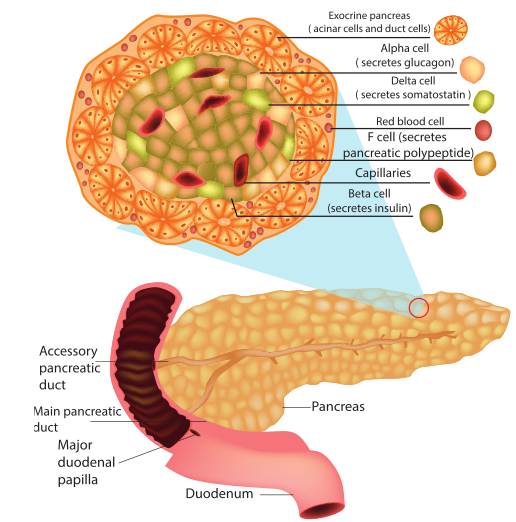 Exocrine pancreas
( acinar cells and duct cells)
Alpha cell
( secretes glucagon)
Delta cell
( secretes somatostatin )
Red blood cell
F cell (secretes
pancreatic polypeptide)
Capillaries
Beta cell
(secretes insulin)
Accessory
pancreatic
duct
Main pancreatic
duct
Major
duodenal
papilla
Pancreas
Duodenum